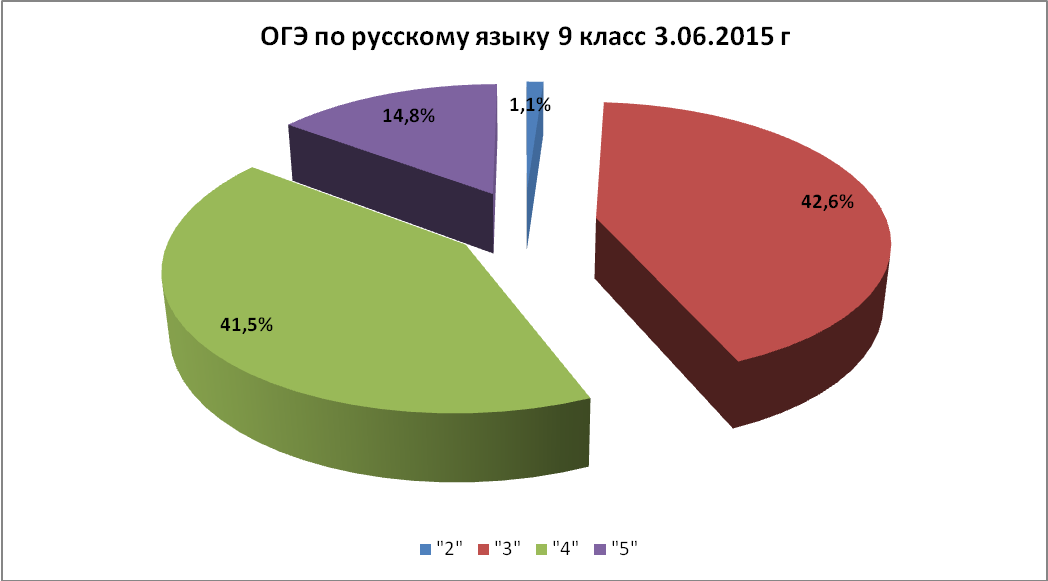 ОГЭ по русскому языку 9 класс 3.06.2015 г
1,1%
14,8%
42,6%
41,5%
"2" "3" "4" "5"